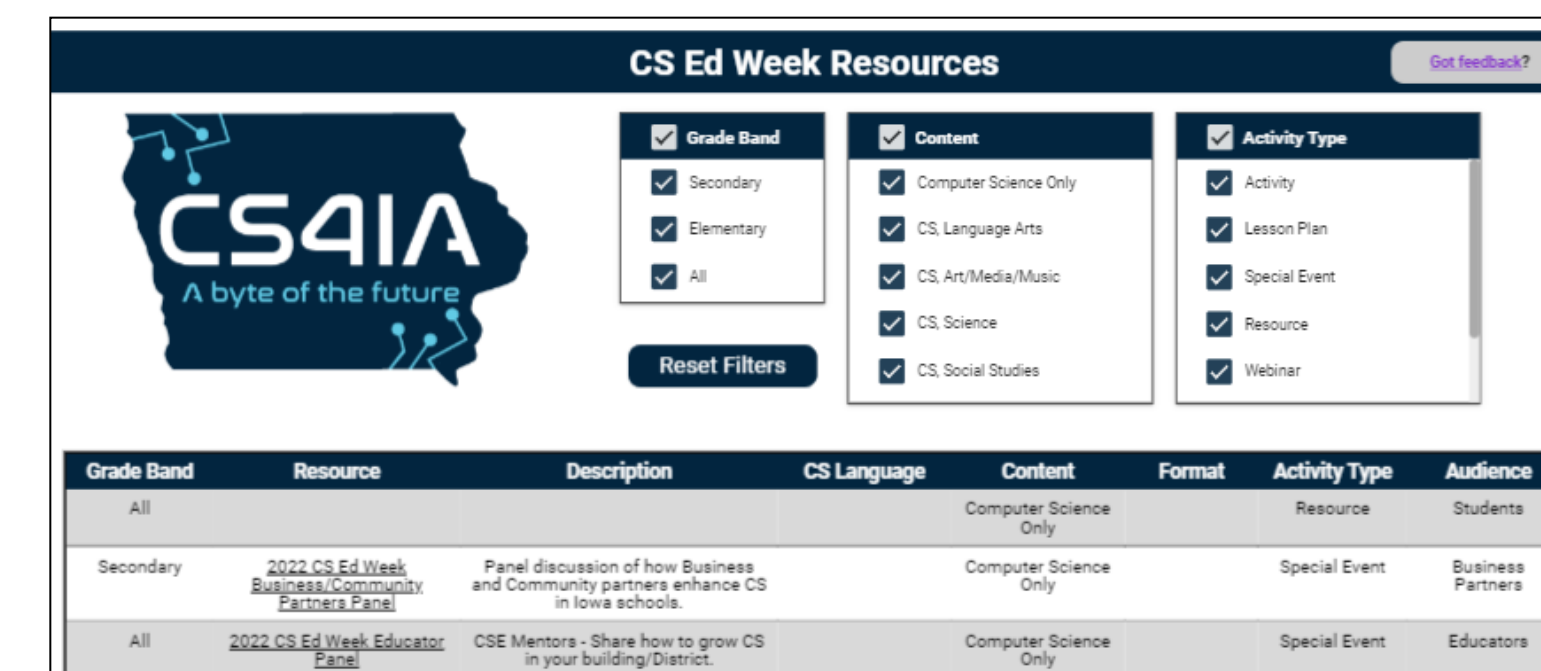 CS Ed Week Resources
Got feedback?
CS4IA
A byte of the future
Grade Band
Secondary
Elementary
All
Reset Filters
Content
Computer Science Only
CS, Language Arts
CS, Art/Media/Music
CS, Science
CS, Social Studies
Activity Type
Activity
Lesson Plan
Special Event
Resource
Webinar
Grade Band Resource Description CS Language Content Format Activity Type Audience
All Computer Science Resource Students
Only
Secondary 2022 CS Ed Week Panel discussion of how Business Computer Science Special Event Business
Business/Community and Community partners enhance CS Only Partners
Partners Panel in Iowa schools.
All 2022 CS Ed Week Educator CSE Mentors - Share how to grow CS Computer Science Special Event Educators
Panel in your building/District. Only